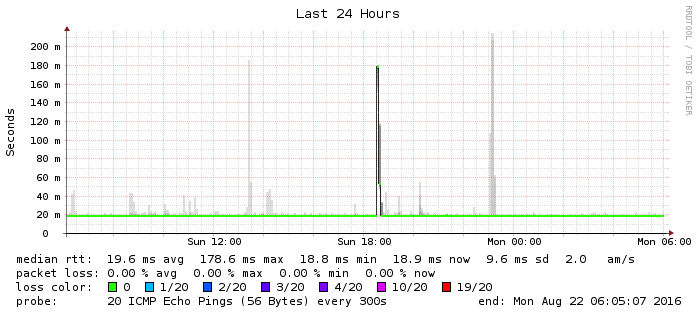 Last 24 Hours
RRDTOOL / TOBI OETIKER
Seconds
200 m
180 m
160 m
140 m
120 m
100 m
80 m
60 m
40 m
20 m
0
Sun 12:00 Sun 18:00 Mon 00:00 Mon 06:00
median rtt: 19.6 ms avg 178.6 ms max 18.8 ms min 18.9 ms now 9.6 ms sd 2.0 am/s
packet loss: 0.00 % avg 0.00 % max 0.00 % min 0.00 % now
loss color: 0 1/20 2/20 3/20 4/20 10/20 19/20
probe: 20 ICMP Echo Pings (56 Bytes) every 300s end: Mon Aug 22 06:05:07 2016